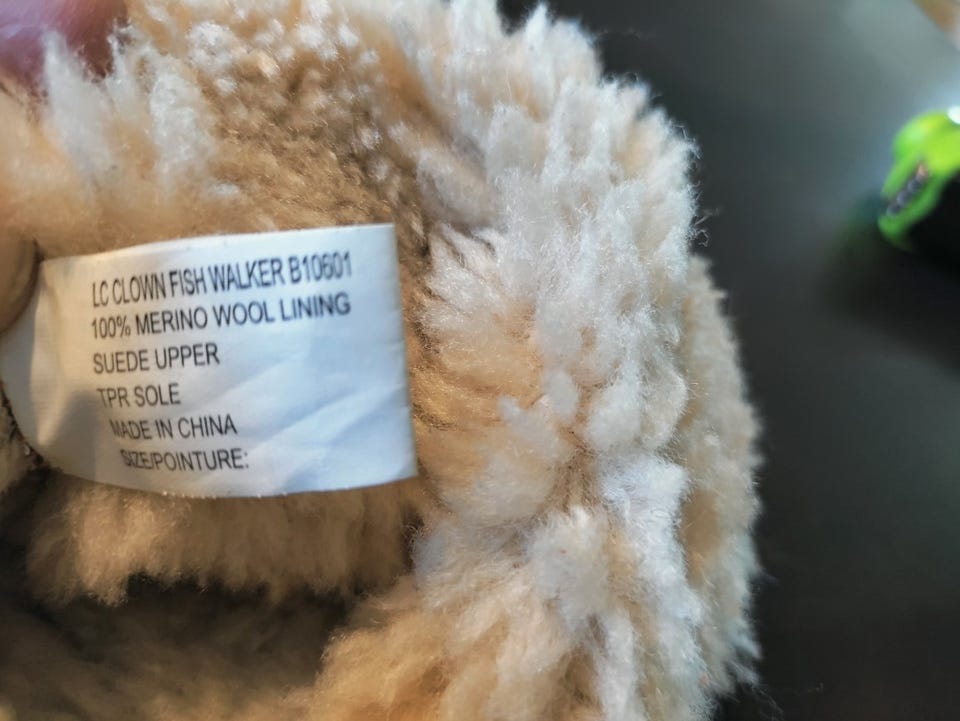 LC CLOWN FISH WALKER B10601
100% MERINO WOOL LINING
SUEDE UPPER
TPR SOLE
MADE IN CHINA
SIZE/POINTURE: